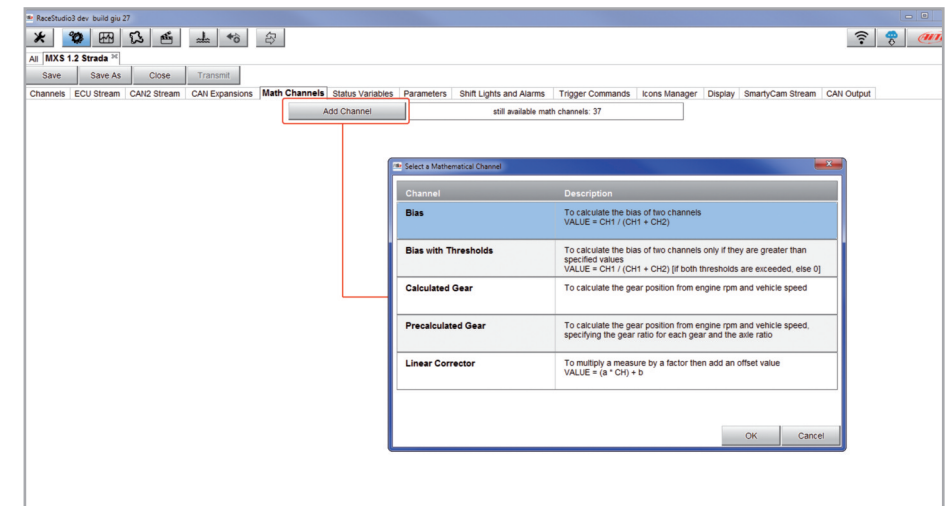 RaceStudio3 dev build giu 27
All MXS 1.2 Strada
Save Save As Close Transmit
Channels ECU Stream CAN2 Stream CAN Expansions Math Channels Status Variables Parameters Shift Lights and Alarms Trigger Commands Icons Manager Display SmartyCam Stream CAN Output
Add Channel still available math channels: 37
Select a Mathematical Channel
Channel Description
Bias To calculate the bias of two channels
VALUE = CH1 / (CH1 + CH2)
Bias with Thresholds To calculate the bias of two channels only if they are greater than
specified values
VALUE = CH1 / (CH1 + CH2) [if both thresholds are exceeded, else 0]
Calculated Gear To calculate the gear position from engine rpm and vehicle speed
Precalculated Gear To calculate the gear position from engine rpm and vehicle speed,
specifying the gear ratio for each gear and the axle ratio
Linear Corrector To multiply a measure by a factor then add an offset value
VALUE = (a * CH) + b
OK Cancel